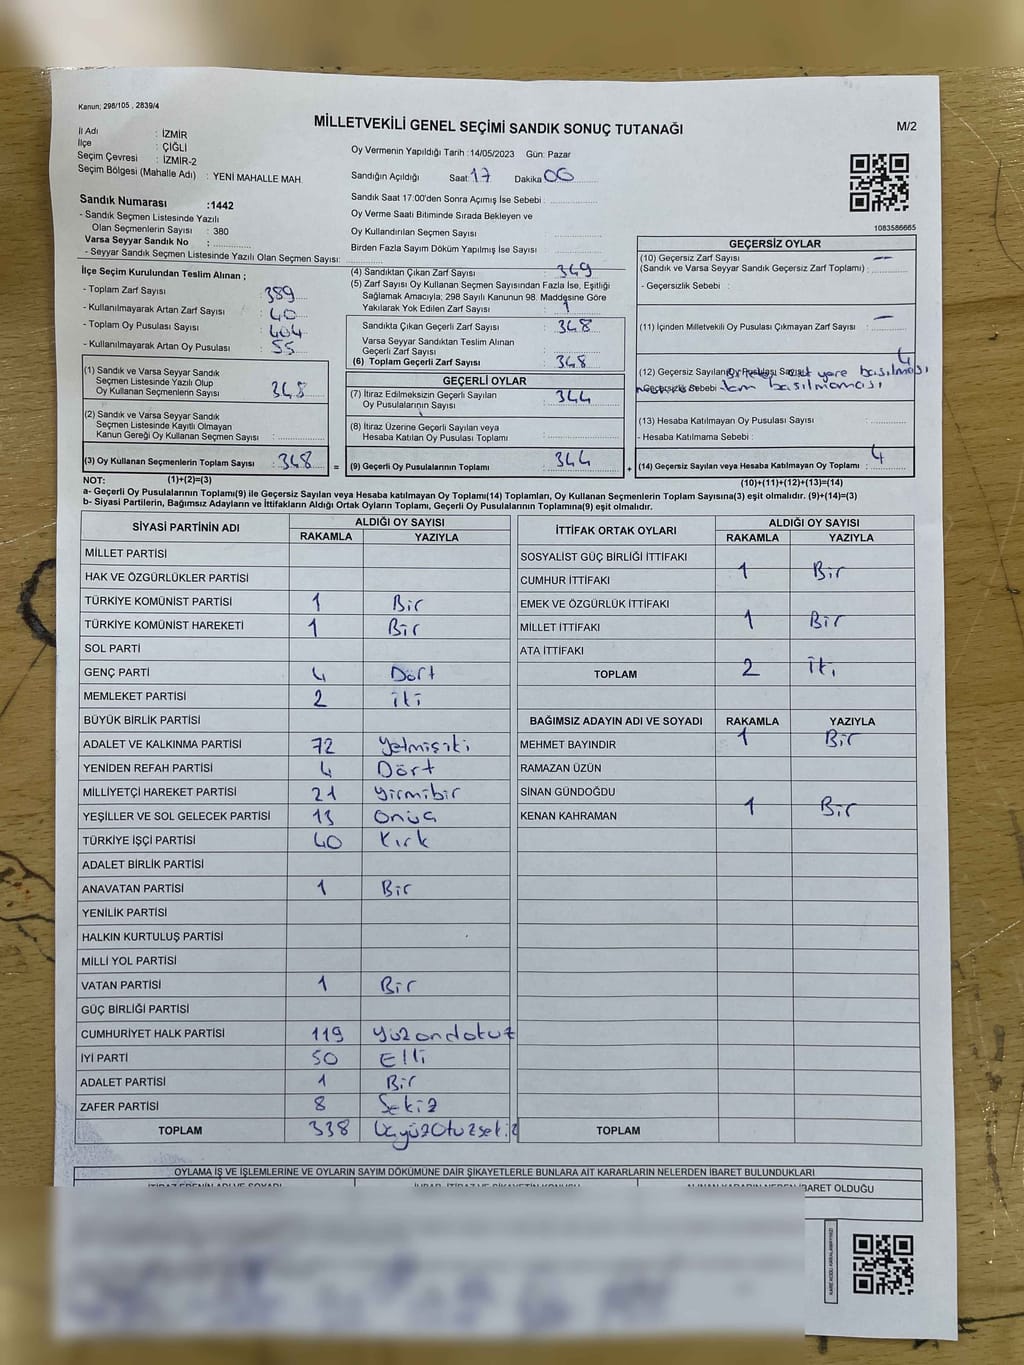 Kanun; 298/105 , 2839/4
MİLLETVEKİLİ GENEL SEÇİMİ SANDIK SONUÇ TUTANAĞI
M/2
İl Adı : İZMİR
İlçe : ÇİĞLİ
Seçim Çevresi : İZMİR-2
Seçim Bölgesi (Mahalle Adı) : YENİ MAHALLE MAH.
Oy Vermenin Yapıldığı Tarih :14/05/2023 Gün: Pazar
Sandığın Açıldığı Saat:17 Dakika:06
Sandık Numarası :1442
- Sandık Seçmen Listesinde Yazılı
Olan Seçmenlerin Sayısı : 380
Varsa Seyyar Sandık No :
- Seyyar Sandık Seçmen Listesinde Yazılı Olan Seçmen Sayısı:
Sandık Saat 17:00'den Sonra Açımış İse Sebebi :
Oy Verme Saati Bitiminde Sırada Bekleyen ve
Oy Kullandırılan Seçmen Sayısı :
Birden Fazla Sayım Döküm Yapılmış İse Sayısı :
1083586665
İlçe Seçim Kurulundan Teslim Alınan ;
- Toplam Zarf Sayısı : 389
- Kullanılmayarak Artan Zarf Sayısı : 40
- Toplam Oy Pusulası Sayısı : 404
- Kullanılmayarak Artan Oy Pusulası : 55
(1) Sandık ve Varsa Seyyar Sandık
Seçmen Listesinde Yazılı Olup
Oy Kullanan Seçmenlerin Sayısı : 348
(2) Sandık ve Varsa Seyyar Sandık
Seçmen Listesinde Kayıtlı Olmayan
Kanun Gereği Oy Kullanan Seçmen Sayısı :
(3) Oy Kullanan Seçmenlerin Toplam Sayısı : 348
(4) Sandıktan Çıkan Zarf Sayısı : 349
(5) Zarf Sayısı Oy Kullanan Seçmen Sayısından Fazla İse, Eşitliği
Sağlamak Amacıyla; 298 Sayılı Kanunun 98. Maddesine Göre
Yakılarak Yok Edilen Zarf Sayısı : 1
Sandıkta Çıkan Geçerli Zarf Sayısı : 348
Varsa Seyyar Sandıktan Teslim Alınan
Geçerli Zarf Sayısı :
(6) Toplam Geçerli Zarf Sayısı : 348
GEÇERLİ OYLAR
(7) İtiraz Edilmeksizin Geçerli Sayılan
Oy Pusulalarının Sayısı : 344
(8) İtiraz Üzerine Geçerli Sayılan veya
Hesaba Katılan Oy Pusulası Toplamı :
= (9) Geçerli Oy Pusulalarının Toplamı : 344
GEÇERSİZ OYLAR
(10) Geçersiz Zarf Sayısı —
(Sandık ve Varsa Seyyar Sandık Geçersiz Zarf Toplamı) :
- Geçersizlik Sebebi :
(11) İçinden Milletvekili Oy Pusulası Çıkmayan Zarf Sayısı : —
(12) Geçersiz Sayılan Oy Pusulası Sayısı : 4
yere basılması
- Geçersizlik Sebebi : tam basılmaması
(13) Hesaba Katılmayan Oy Pusulası Sayısı :
- Hesaba Katılmama Sebebi :
+ (14) Geçersiz Sayılan veya Hesaba Katılmayan Oy Toplamı : 4
NOT: (1)+(2)=(3)
(10)+(11)+(12)+(13)=(14)
a- Geçerli Oy Pusulalarının Toplamı(9) ile Geçersiz Sayılan veya Hesaba katılmayan Oy Toplamı(14) Toplamları, Oy Kullanan Seçmenlerin Toplam Sayısına(3) eşit olmalıdır. (9)+(14)=(3)
b- Siyasi Partilerin, Bağımsız Adayların ve İttifakların Aldığı Ortak Oyların Toplamı, Geçerli Oy Pusulalarının Toplamına(9) eşit olmalıdır.
SİYASİ PARTİNİN ADI ALDIĞI OY SAYISI
RAKAMLA YAZIYLA
MİLLET PARTİSİ
HAK VE ÖZGÜRLÜKLER PARTİSİ
TÜRKİYE KOMÜNİST PARTİSİ 1 Bir
TÜRKİYE KOMÜNİST HAREKETİ 1 Bir
SOL PARTİ
GENÇ PARTİ 4 Dört
MEMLEKET PARTİSİ 2 iki
BÜYÜK BİRLİK PARTİSİ
ADALET VE KALKINMA PARTİSİ 72 Yetmişiki
YENİDEN REFAH PARTİSİ 4 Dört
MİLLİYETÇİ HAREKET PARTİSİ 21 Yirmibir
YEŞİLLER VE SOL GELECEK PARTİSİ 13 Onüç
TÜRKİYE İŞÇİ PARTİSİ 40 Kırk
ADALET BİRLİK PARTİSİ
ANAVATAN PARTİSİ 1 Bir
YENİLİK PARTİSİ
HALKIN KURTULUŞ PARTİSİ
MİLLİ YOL PARTİSİ
VATAN PARTİSİ 1 Bir
GÜÇ BİRLİĞİ PARTİSİ
CUMHURİYET HALK PARTİSİ 119 Yüzondokuz
İYİ PARTİ 50 Elli
ADALET PARTİSİ 1 Bir
ZAFER PARTİSİ 8 Sekiz
TOPLAM 338 Üçyüzotuzsekiz
İTTİFAK ORTAK OYLARI ALDIĞI OY SAYISI
RAKAMLA YAZIYLA
SOSYALİST GÜÇ BİRLİĞİ İTTİFAKI
CUMHUR İTTİFAKI 1 Bir
EMEK VE ÖZGÜRLÜK İTTİFAKI
MİLLET İTTİFAKI 1 Bir
ATA İTTİFAKI
TOPLAM 2 İki
BAĞIMSIZ ADAYIN ADI VE SOYADI RAKAMLA YAZIYLA
MEHMET BAYINDIR 1 Bir
RAMAZAN ÜZÜN
SİNAN GÜNDOĞDU
KENAN KAHRAMAN 1 Bir
TOPLAM
OYLAMA İŞ VE İŞLEMLERİNE VE OYLARIN SAYIM DÖKÜMUNE DAİR ŞİKAYETLERLE BUNLARA AİT KARARLARIN NELERDEN İBARET BULUNDUKLARI
İBARET OLDUĞU